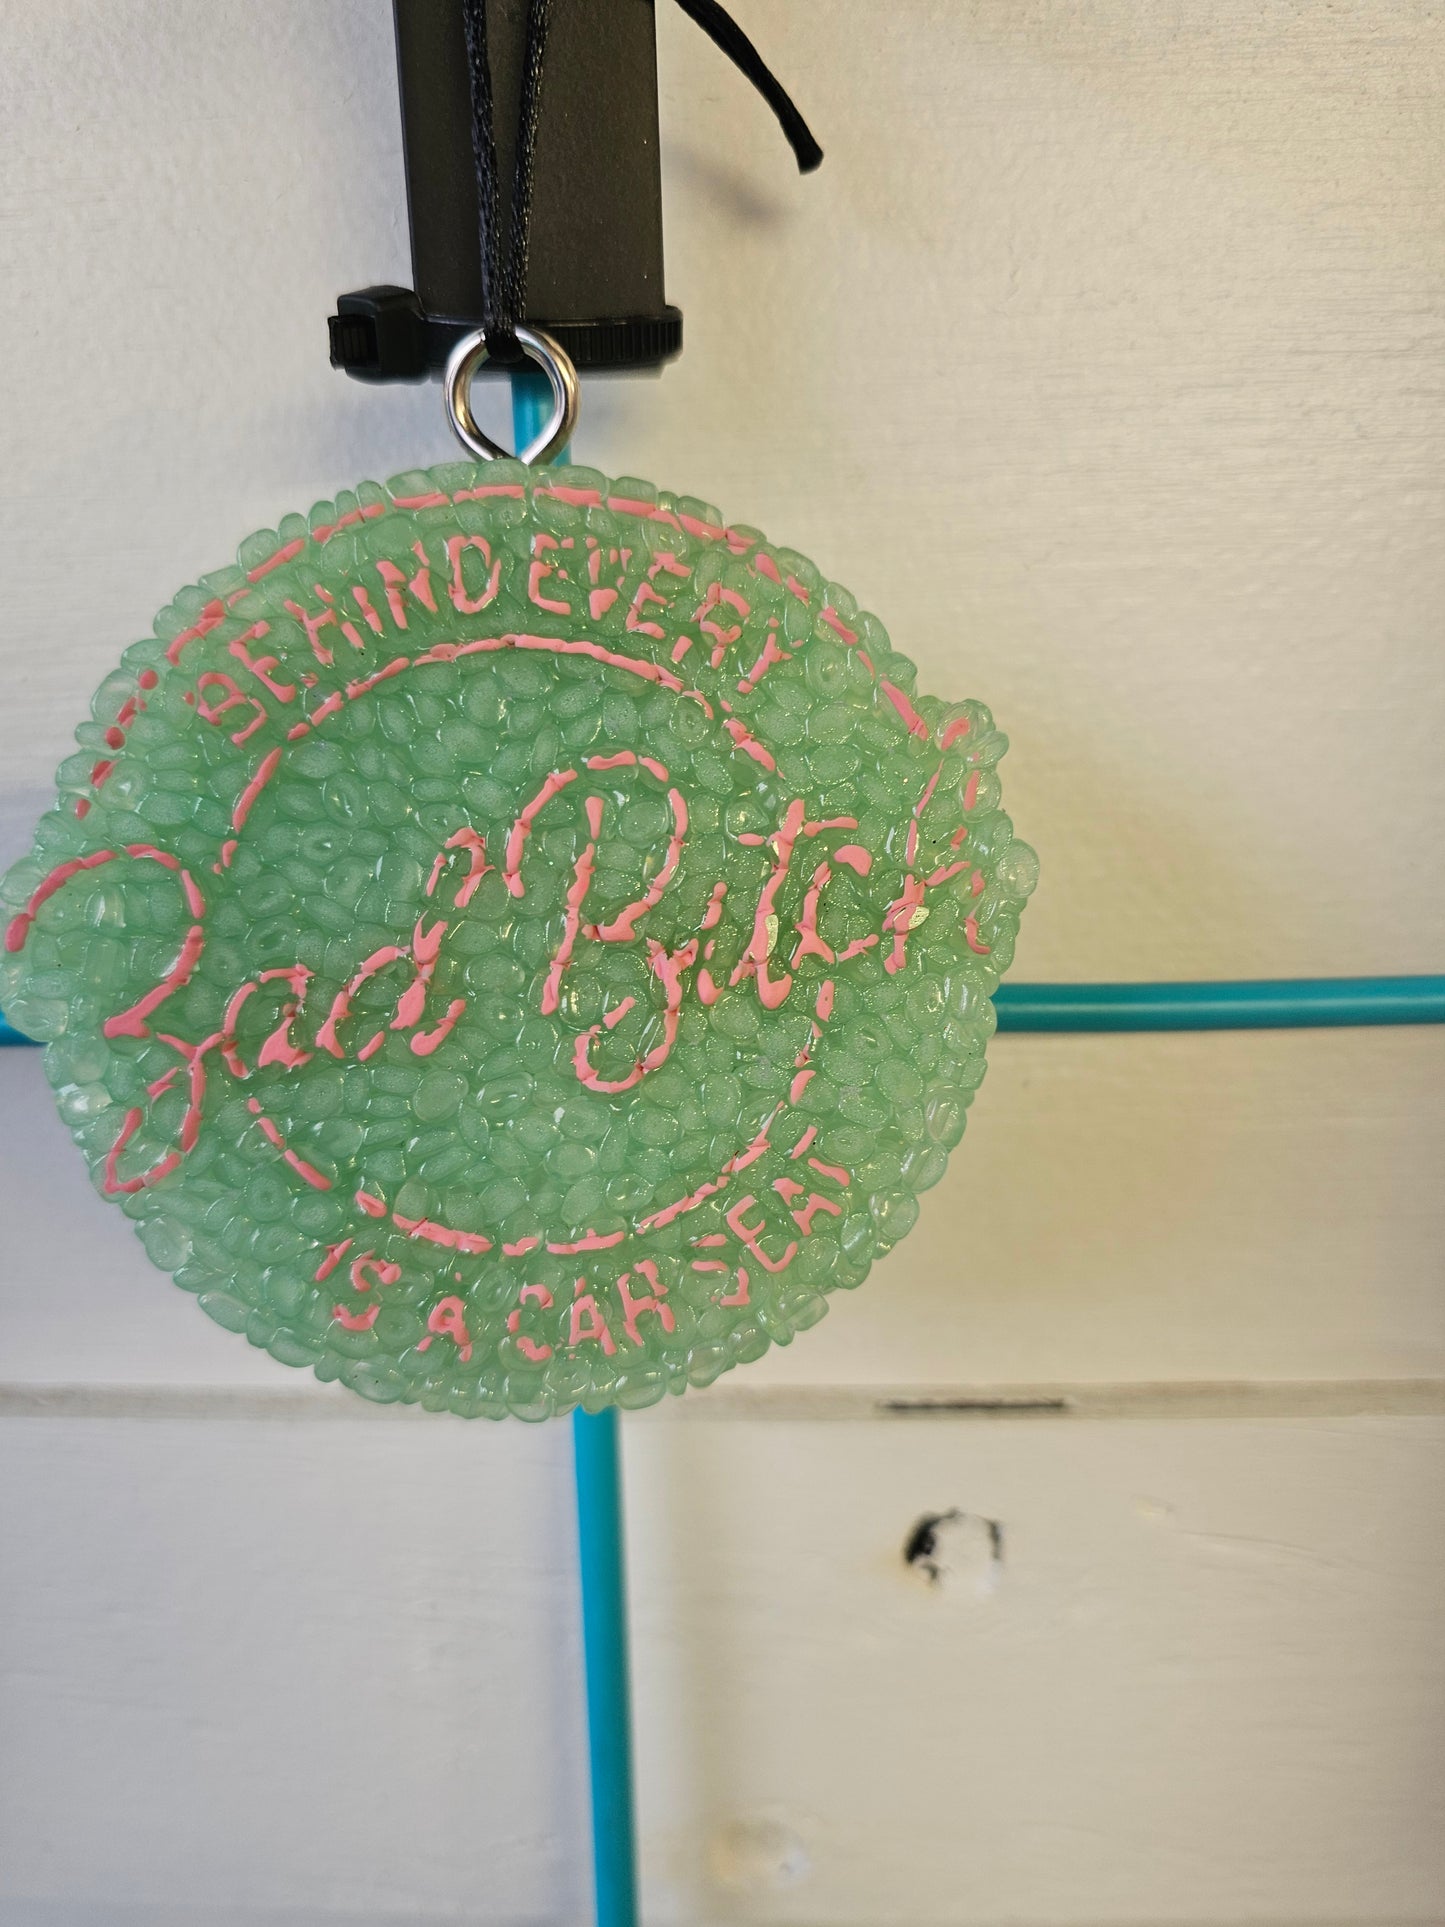 BEHIND EVERY
Bad Bitch
IS A CAR SEAT